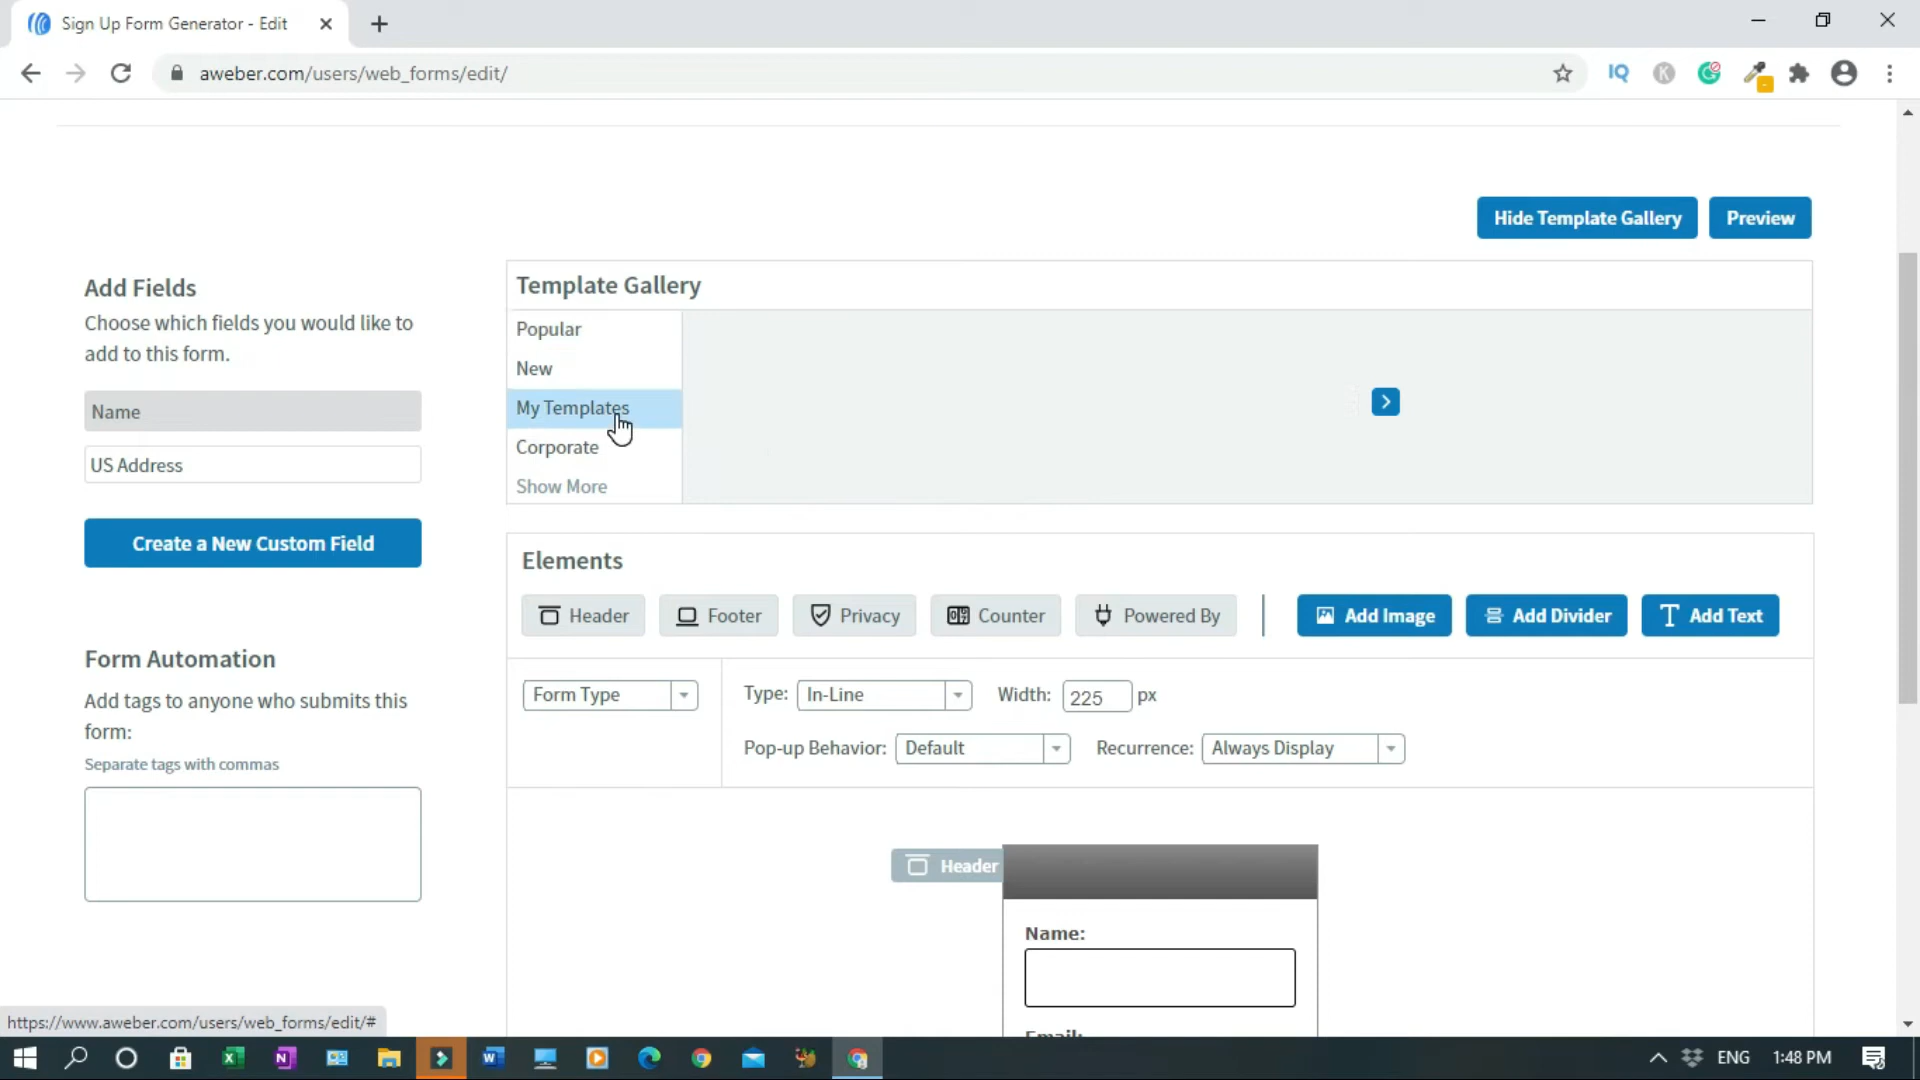 Sign Up Form Generator - Edit
aweber.com/users/web_forms/edit/
IQ
K
Hide Template Gallery
Preview
Add Fields
Choose which fields you would like to
add to this form.
Name
US Address
Create a New Custom Field
Form Automation
Add tags to anyone who submits this
form:
Separate tags with commas
Template Gallery
Popular
New
My Templates
Corporate
Show More
Elements
Header
Footer
Privacy
Counter
Powered By
Add Image
Add Divider
Add Text
Form Type
Type: In-Line
Width: 225 px
Pop-up Behavior: Default
Recurrence: Always Display
Header
Name:
Email:
https://www.aweber.com/users/web_forms/edit/#
ENG
1:48 PM